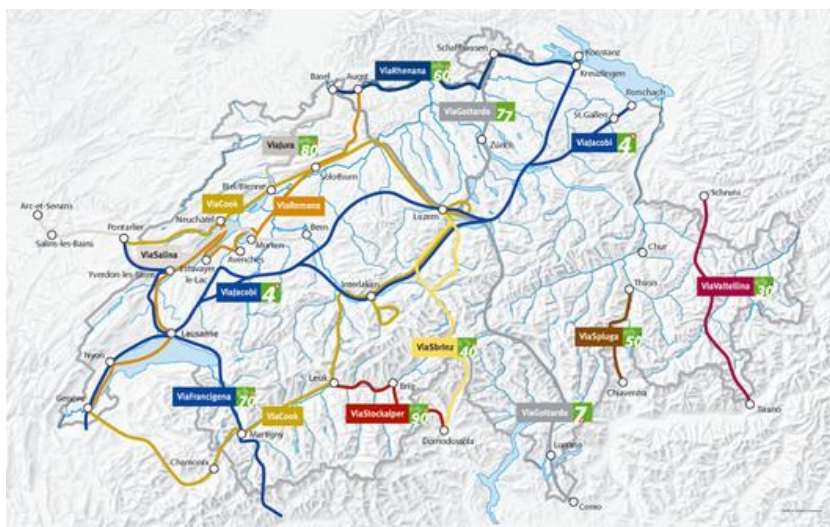 Schaffhausen
Konstanz
Kreuzlingen
Basel
Augst
ViaRhenana 60
Rorschach
St.Gallen
ViaGottardo 77
ViaJacobi 4
ViaJura 80
Zürich
Solothurn
Biel/Bienne
Arc-et-Senans
ViaCook
ViaRomana
Schruns
Neuchâtel
Luzern
Pontarlier
Salins-les-Bains
Bern
Murten
ViaSalina
Avenches
Chur
Yverdon-les-Bains
Estavayer
le-Lac
Interlaken
Thusis
ViaValtellina 30
ViaJacobi 4
Lausanne
ViaSbrinz 40
ViaSpluga 50
Nyon
Leuk
Brig
Chiavenna
ViaFrancigena 70
Genève
ViaCook
ViaStockalper 90
ViaGottardo 7
Tirano
Martigny
Domodossola
Lugano
Chamonix
Como